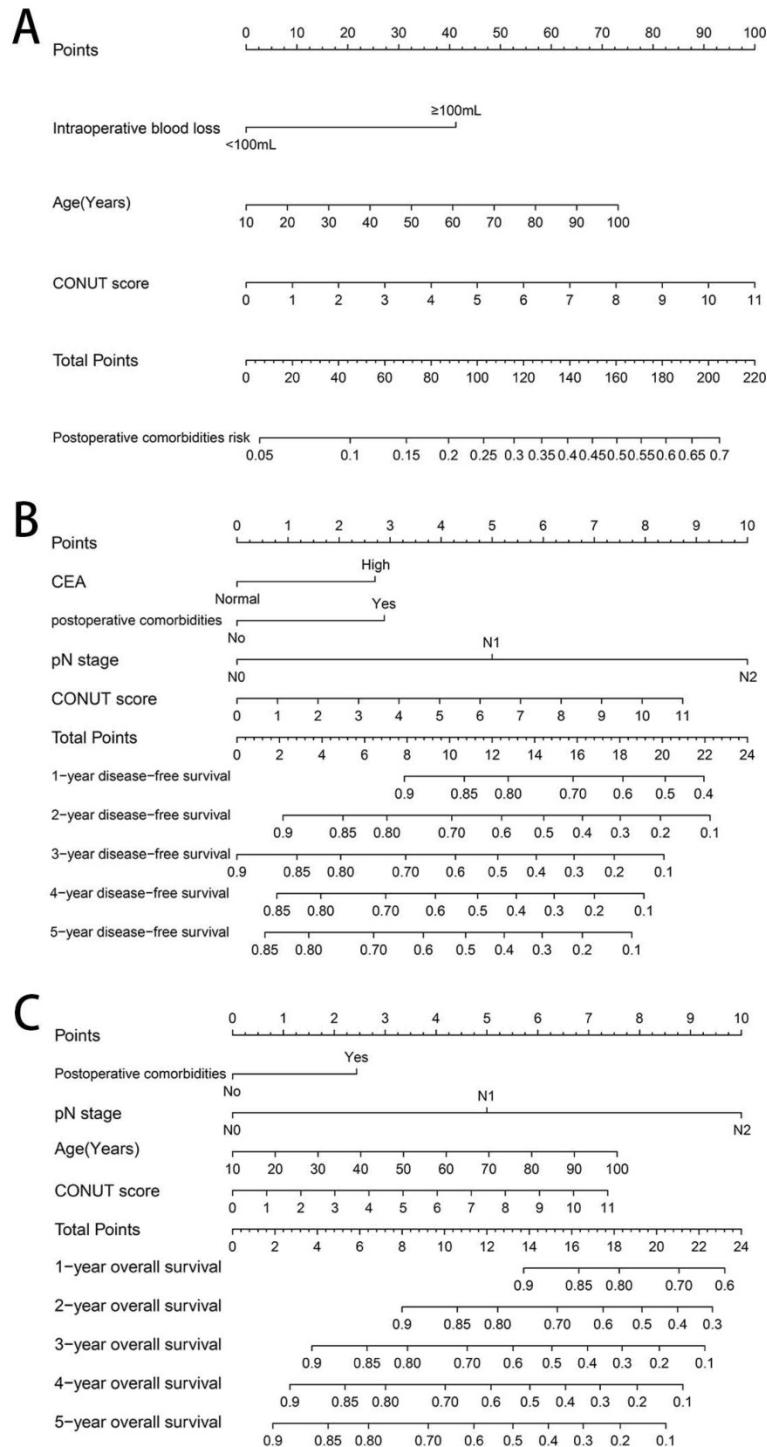 A
0 10 20 30 40 50 60 70 80 90 100
Points
≥100mL
Intraoperative blood loss
<100mL
Age(Years)
10 20 30 40 50 60 70 80 90 100
CONUT score
0 1 2 3 4 5 6 7 8 9 10 11
Total Points
0 20 40 60 80 100 120 140 160 180 200 220
Postoperative comorbidities risk
0.05 0.1 0.15 0.2 0.25 0.3 0.35 0.4 0.45 0.5 0.55 0.6 0.65 0.7
B
0 1 2 3 4 5 6 7 8 9 10
Points
High
CEA
Normal
Yes
postoperative comorbidities
No
N1
pN stage
N0 N2
CONUT score
0 1 2 3 4 5 6 7 8 9 10 11
Total Points
0 2 4 6 8 10 12 14 16 18 20 22 24
1−year disease−free survival
0.9 0.85 0.80 0.70 0.6 0.5 0.4
2−year disease−free survival
0.9 0.85 0.80 0.70 0.6 0.5 0.4 0.3 0.2 0.1
3−year disease−free survival
0.9 0.85 0.80 0.70 0.6 0.5 0.4 0.3 0.2 0.1
4−year disease−free survival
0.85 0.80 0.70 0.6 0.5 0.4 0.3 0.2 0.1
5−year disease−free survival
0.85 0.80 0.70 0.6 0.5 0.4 0.3 0.2 0.1
C
0 1 2 3 4 5 6 7 8 9 10
Points
Yes
Postoperative comorbidities
No
N1
pN stage
N0 N2
Age(Years)
10 20 30 40 50 60 70 80 90 100
CONUT score
0 1 2 3 4 5 6 7 8 9 10 11
Total Points
0 2 4 6 8 10 12 14 16 18 20 22 24
1−year overall survival
0.9 0.85 0.80 0.70 0.6
2−year overall survival
0.9 0.85 0.80 0.70 0.6 0.5 0.4 0.3
3−year overall survival
0.9 0.85 0.80 0.70 0.6 0.5 0.4 0.3 0.2 0.1
4−year overall survival
0.9 0.85 0.80 0.70 0.6 0.5 0.4 0.3 0.2 0.1
5−year overall survival
0.9 0.85 0.80 0.70 0.6 0.5 0.4 0.3 0.2 0.1